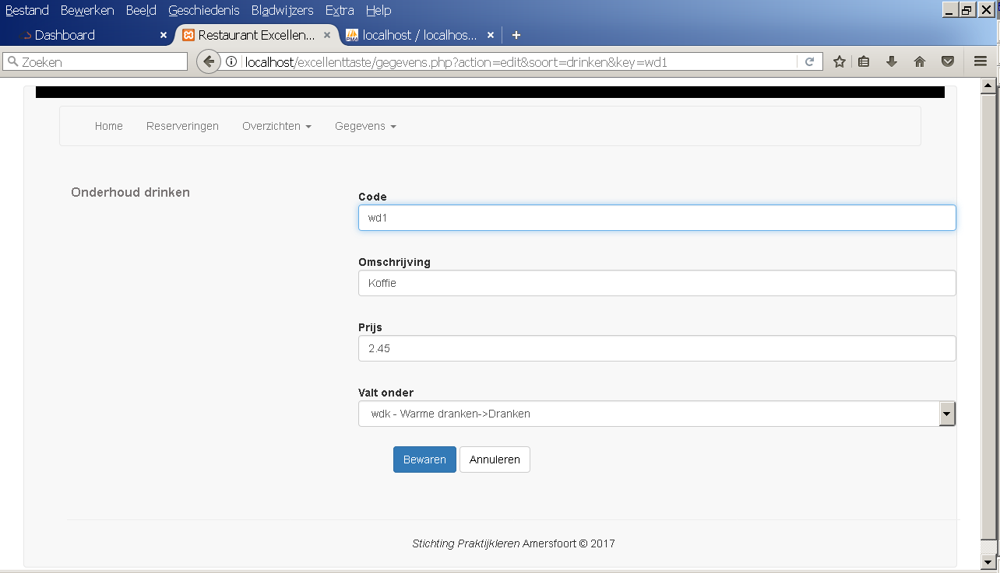 Bestand Bewerken Beeld Geschiedenis Bladwijzers Extra Help
Dashboard × Restaurant Excellen... × localhost / localhos... × +
Zoeken localhost/excellenttaste/gegevens.php?action=edit&soort=drinken&key=wd1
Home Reserveringen Overzichten Gegevens
Onderhoud drinken
Code
wd1
Omschrijving
Koffie
Prijs
2.45
Valt onder
wdk - Warme dranken->Dranken
Bewaren Annuleren
Stichting Praktijkleren Amersfoort © 2017